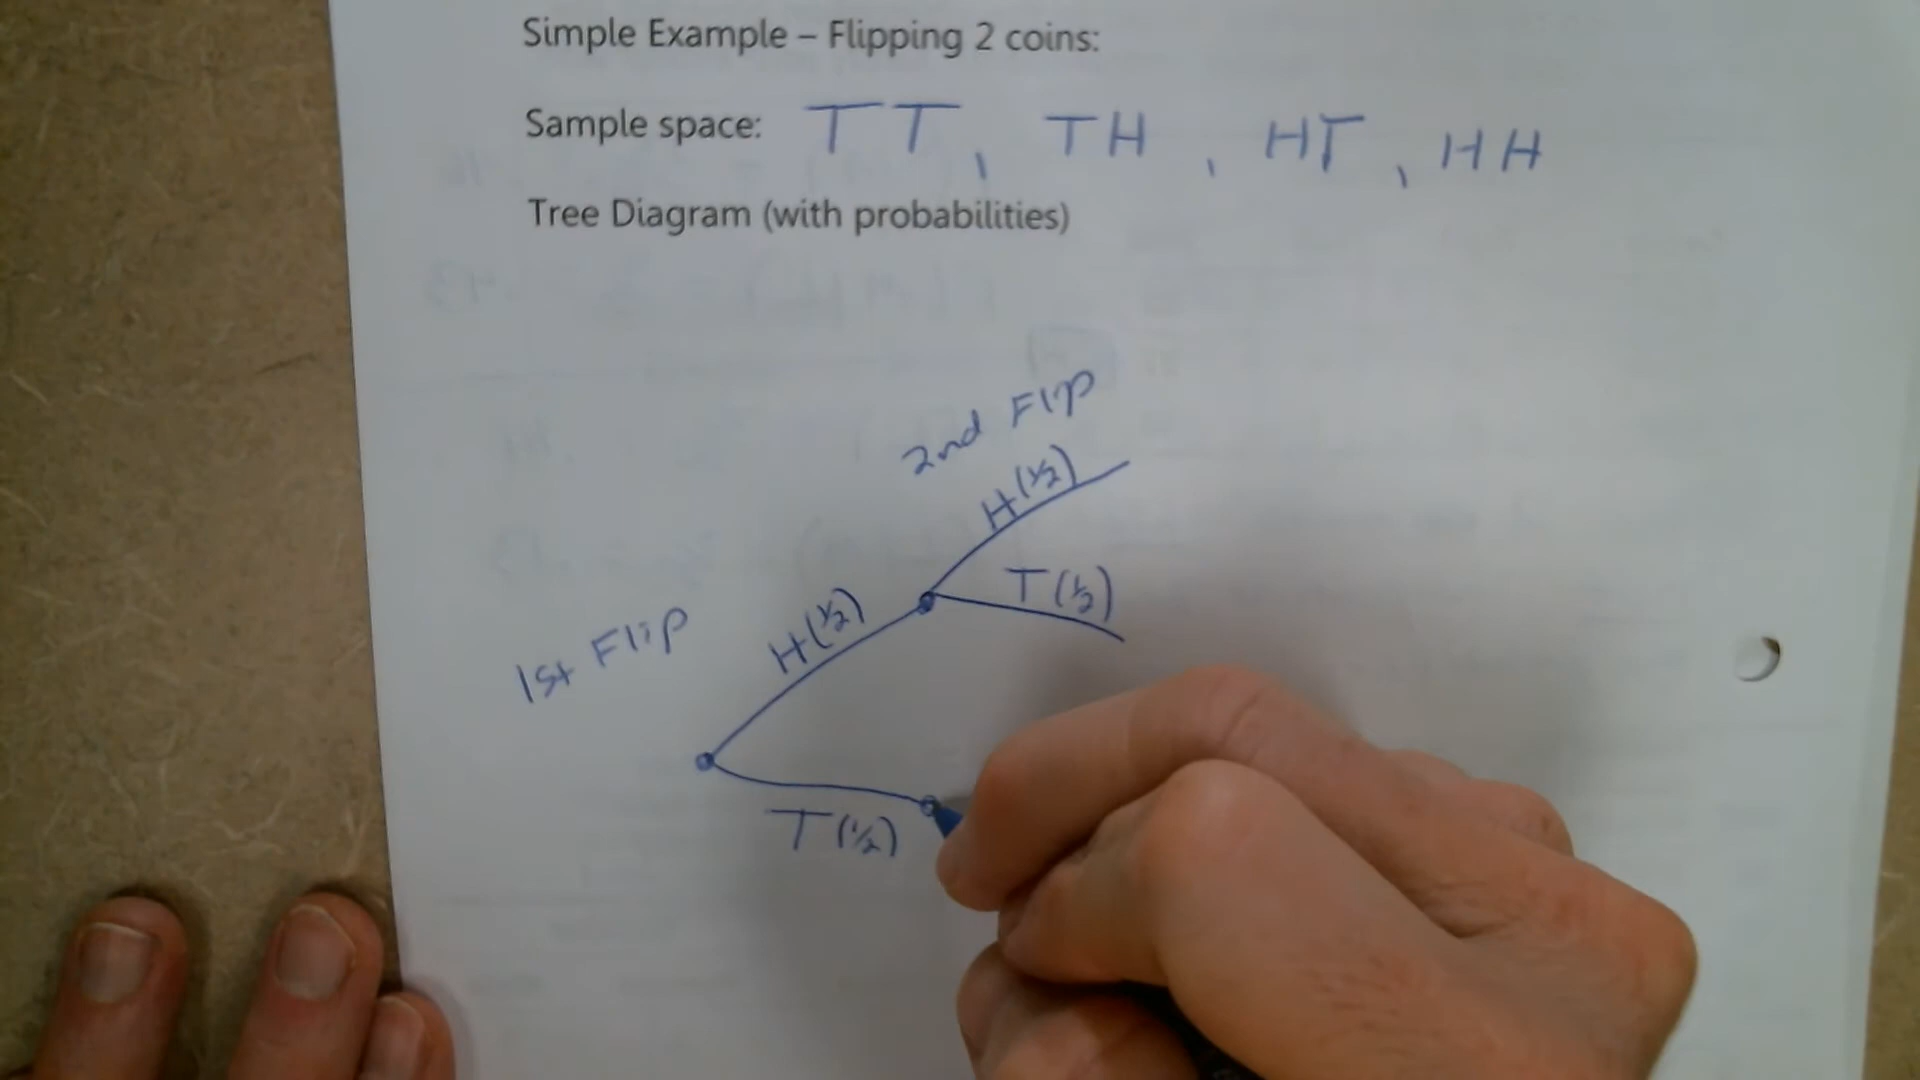 Simple Example – Flipping 2 coins:
Sample space: TT, TH, HT, HH
Tree Diagram (with probabilities)
2nd Flip
H(1/2)
T(1/2)
1st Flip
H(1/2)
T(1/2)